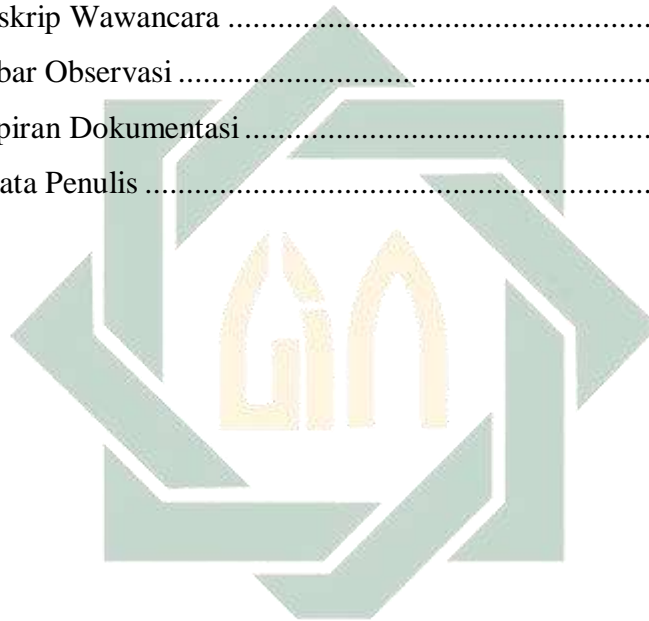 skrip Wawancara ......................................................
bar Observasi ............................................................
piran Dokumentasi ....................................................
ata Penulis ................................................................